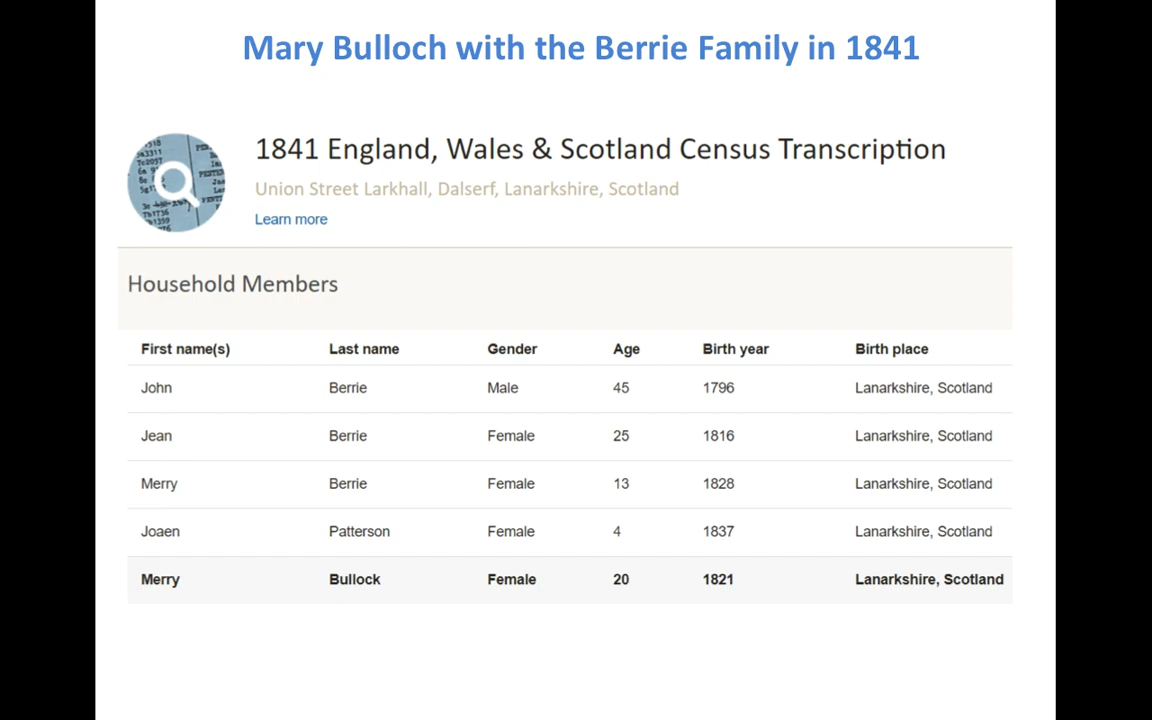 Mary Bulloch with the Berrie Family in 1841
1841 England, Wales & Scotland Census Transcription
Union Street Larkhall, Dalserf, Lanarkshire, Scotland
Learn more
Household Members
First name(s) Last name Gender Age Birth year Birth place
John Berrie Male 45 1796 Lanarkshire, Scotland
Jean Berrie Female 25 1816 Lanarkshire, Scotland
Merry Berrie Female 13 1828 Lanarkshire, Scotland
Joaen Patterson Female 4 1837 Lanarkshire, Scotland
Merry Bullock Female 20 1821 Lanarkshire, Scotland